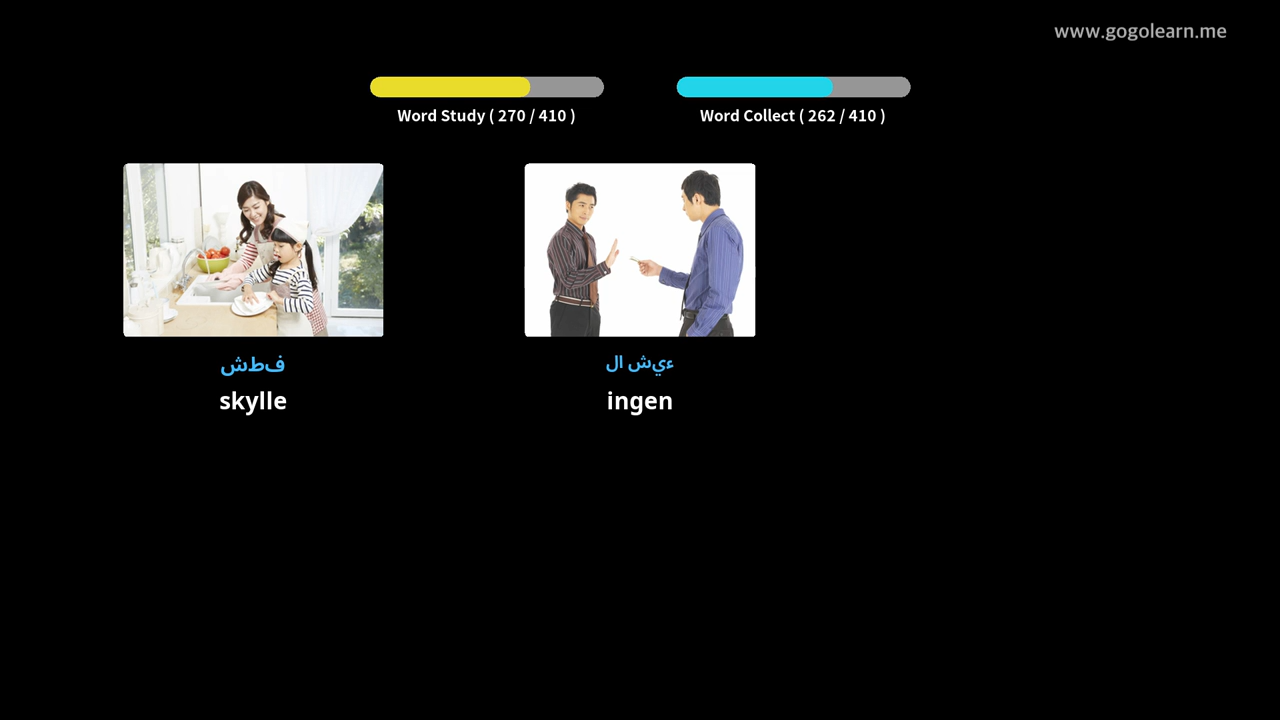 www.gogolearn.me
Word Study ( 270 / 410 )
Word Collect ( 262 / 410 )
فطش
skylle
ءيش ال
ingen